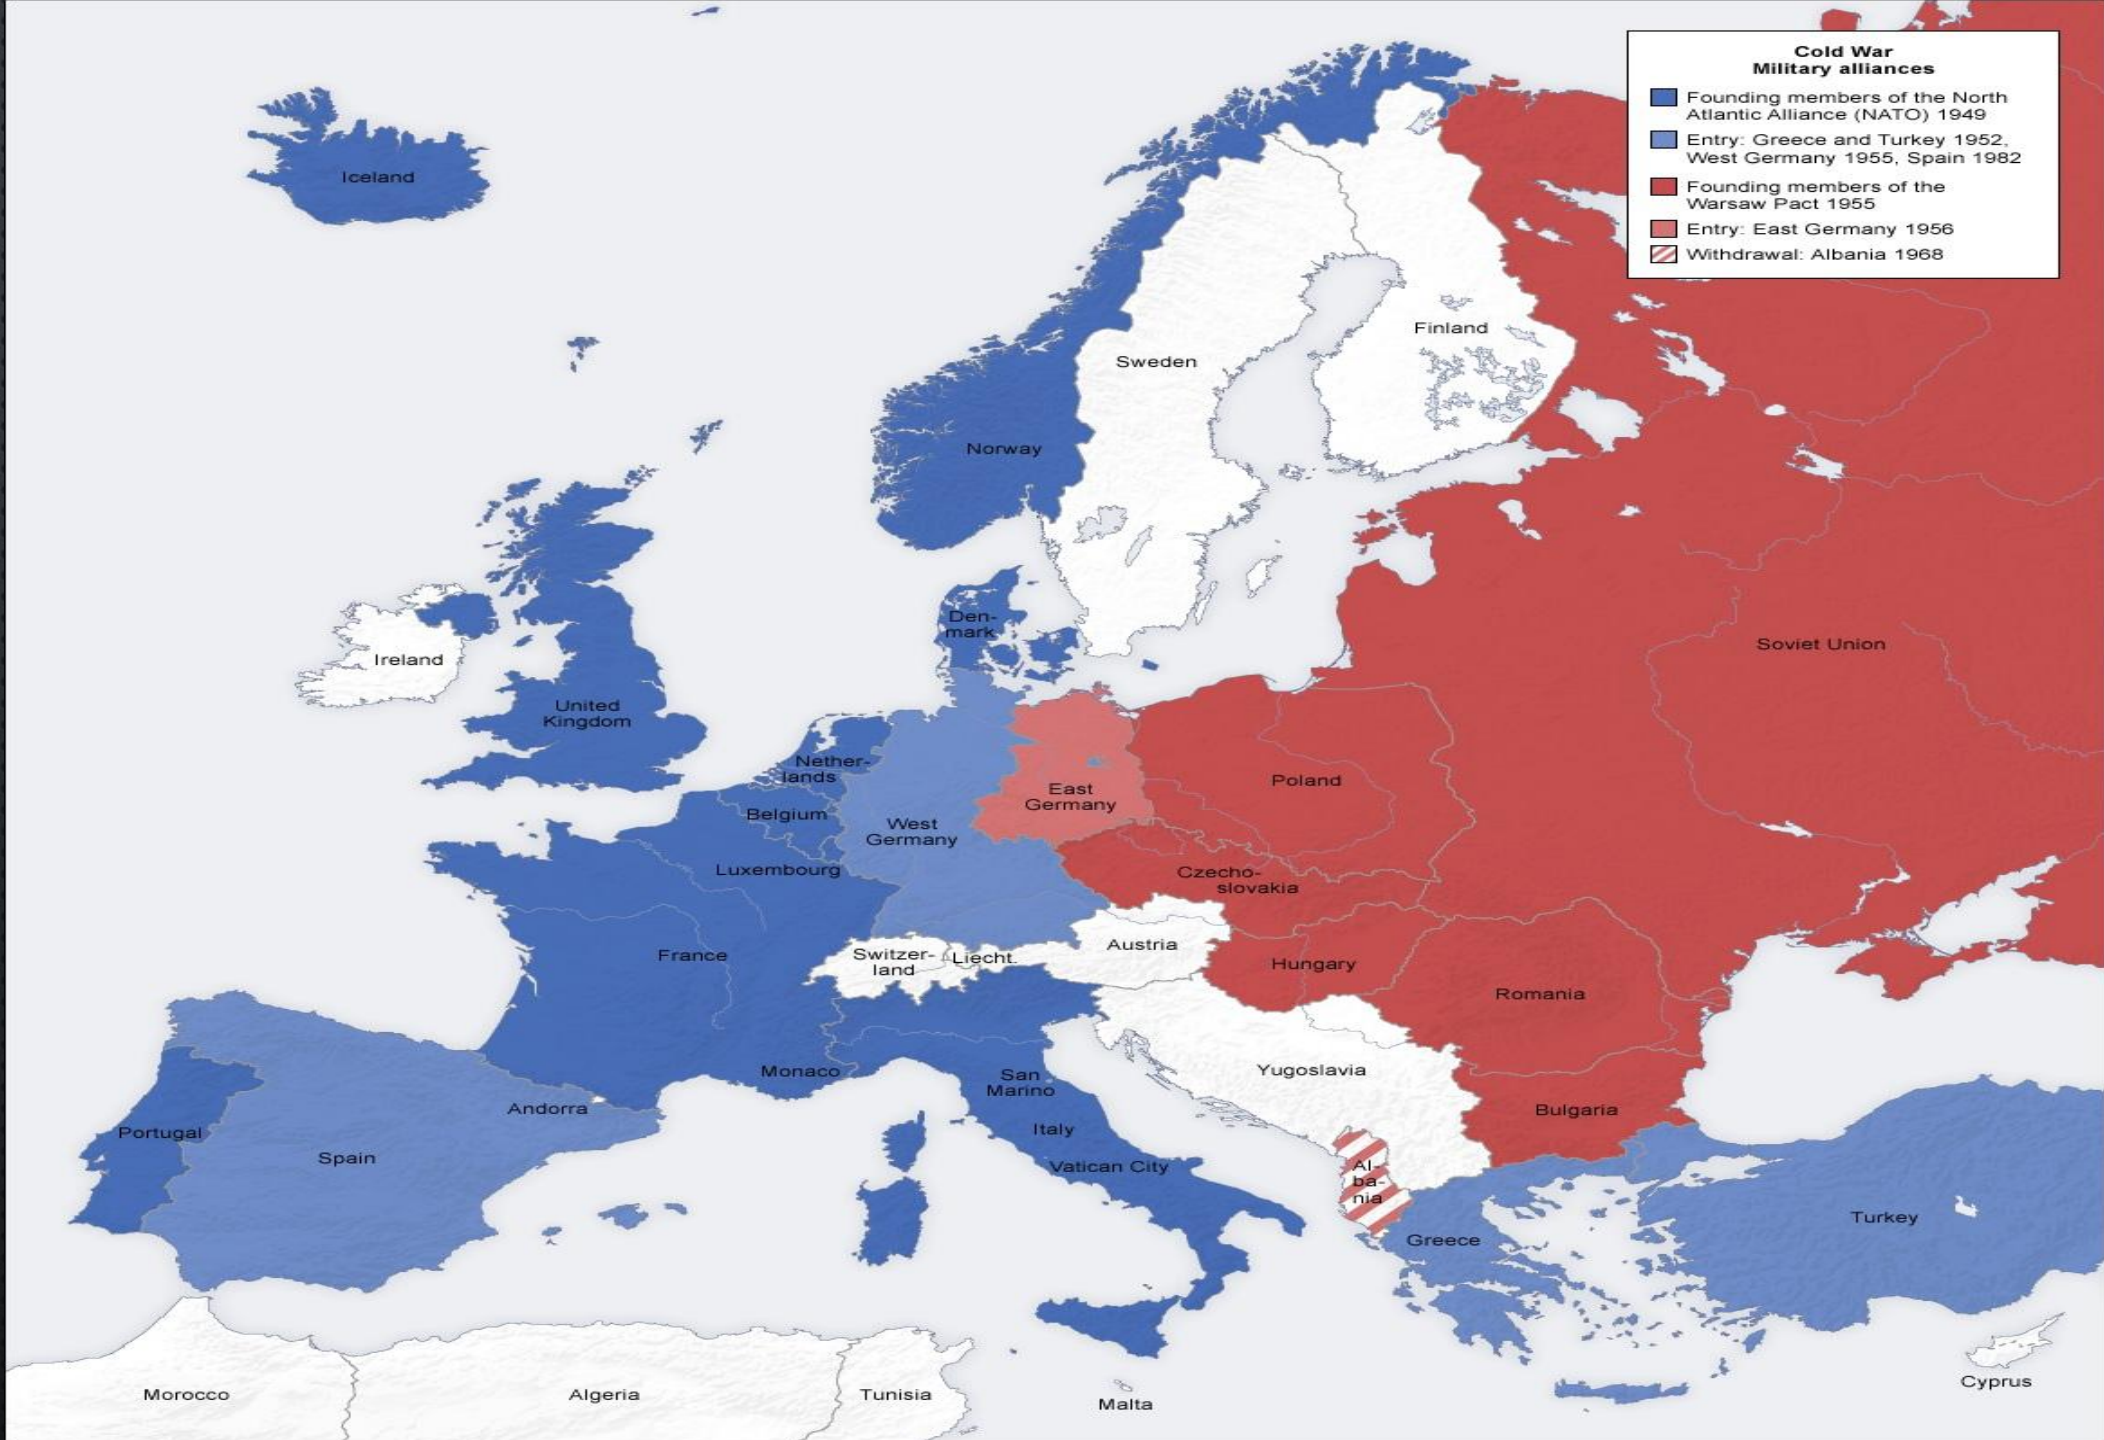 Cold War
Military alliances
Founding members of the North
Atlantic Alliance (NATO) 1949
Entry: Greece and Turkey 1952,
West Germany 1955, Spain 1982
Founding members of the
Warsaw Pact 1955
Entry: East Germany 1956
Withdrawal: Albania 1968
Iceland
Finland
Sweden
Norway
Den-
mark
Soviet Union
Ireland
United
Kingdom
Nether-
lands
Belgium
Luxembourg
West
Germany
East
Germany
Poland
Czecho-
slovakia
France
Switzer-
land
Liecht.
Austria
Hungary
Romania
Monaco
San
Marino
Yugoslavia
Bulgaria
Andorra
Portugal
Spain
Italy
Vatican City
Al-
ba-
nia
Greece
Turkey
Morocco
Algeria
Tunisia
Malta
Cyprus